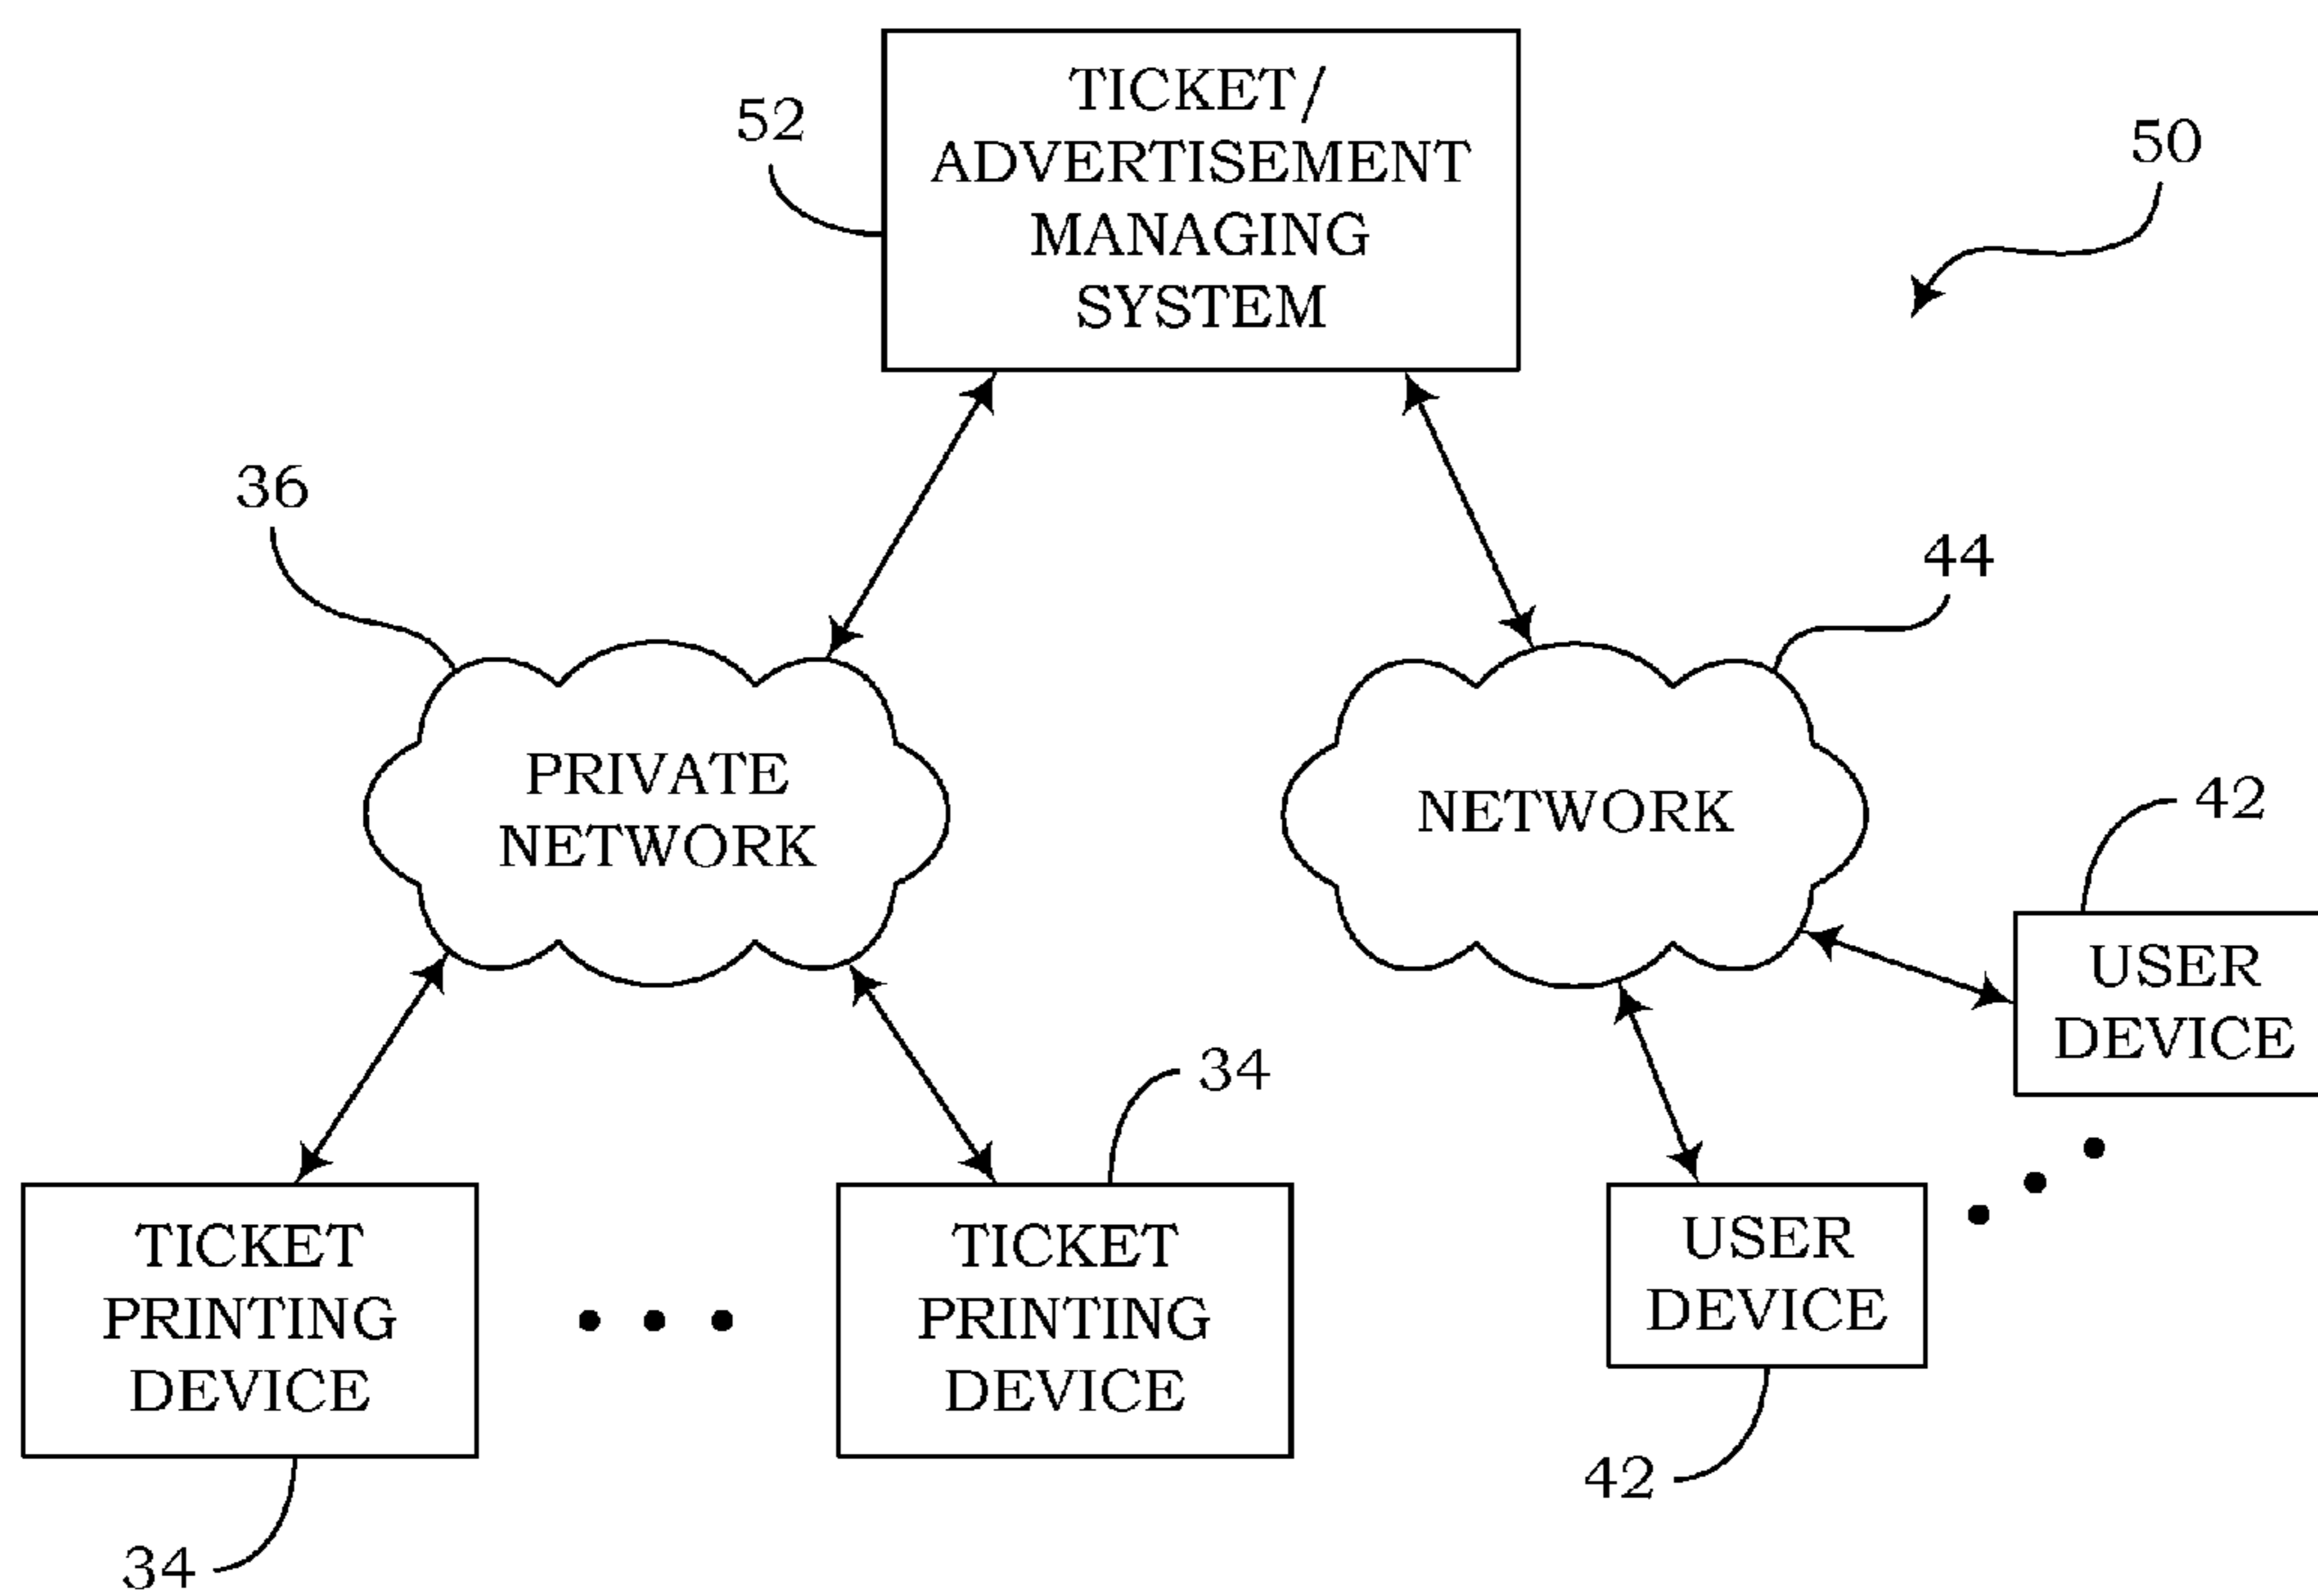 52
TICKET/
ADVERTISEMENT
MANAGING
SYSTEM
50
36
44
PRIVATE
NETWORK
NETWORK
42
USER
DEVICE
34
TICKET
PRINTING
DEVICE
TICKET
PRINTING
DEVICE
USER
DEVICE
42
34